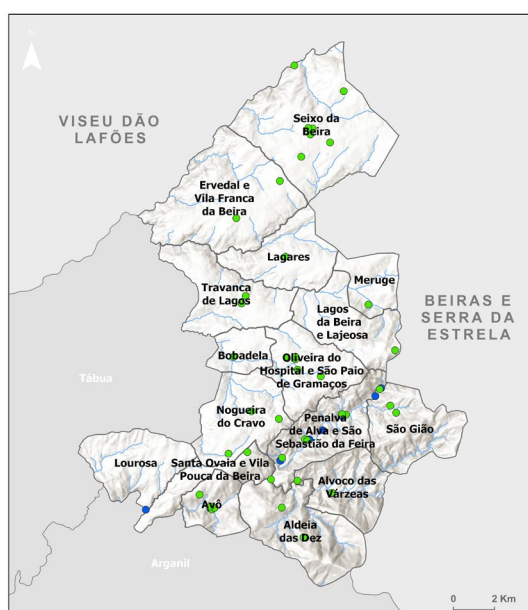 N
VISEU DÃO
LAFÕES
Seixo da
Beira
Ervedal e
Vila Franca
da Beira
Lagares
Meruge
Travanca
de Lagos
Lagos
da Beira
e Lajeosa
BEIRAS E
SERRA DA
ESTRELA
Bobadela
Oliveira do
Hospital e São Paio
de Gramaços
Tábua
Nogueira
do Cravo
Penalva
de Alva e São
Sebastião da Feira
São Gião
Lourosa
Santa Ovaia e Vila
Pouca da Beira
Alvoco das
Várzeas
Avô
Aldeia
das Dez
Arganil
0 2 Km